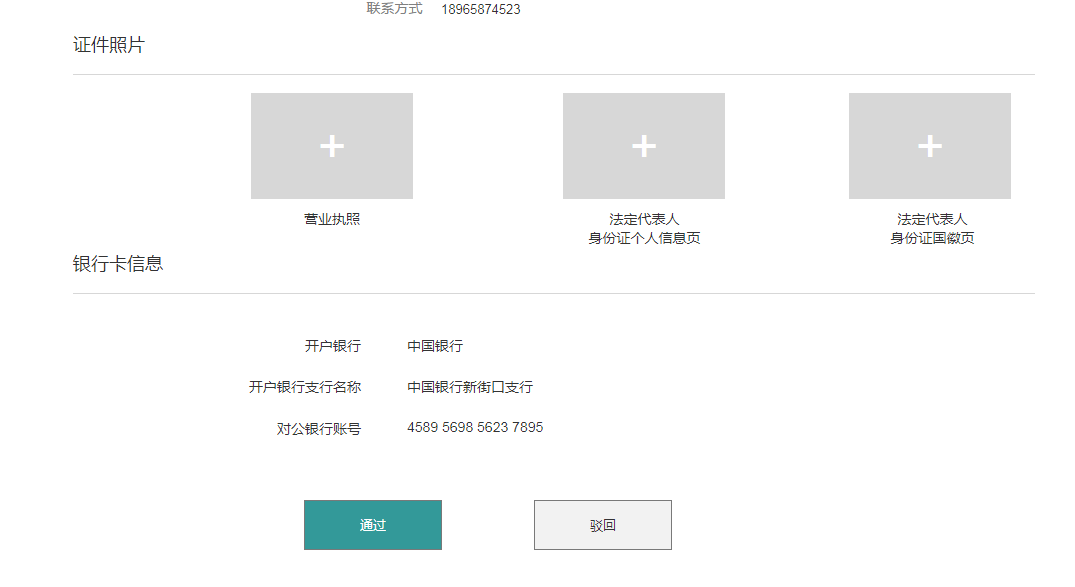 联系方式 18965874523
证件照片
营业执照 法定代表人 法定代表人
身份证个人信息页 身份证国徽页
银行卡信息
开户银行 中国银行
开户银行支行名称 中国银行新街口支行
对公银行账号 4589 5698 5623 7895
通过 驳回